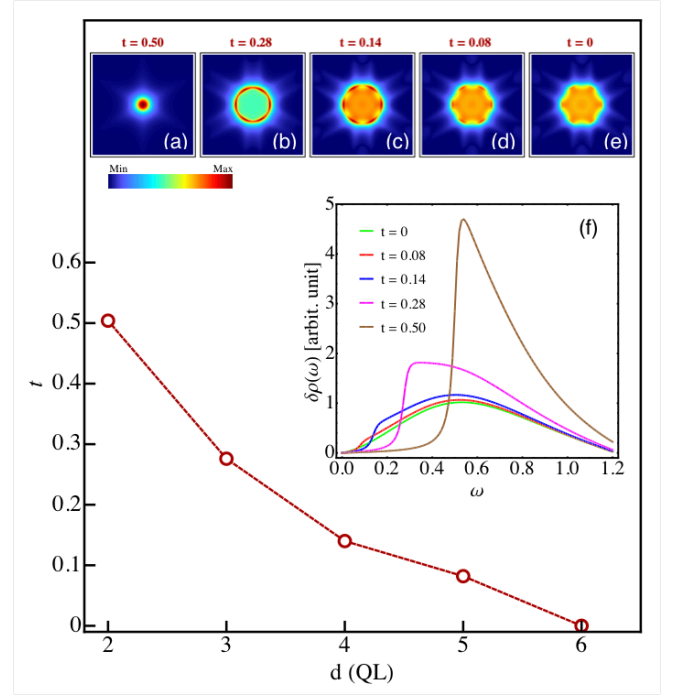 t = 0.50 t = 0.28 t = 0.14 t = 0.08 t = 0
(a) (b) (c) (d) (e)
Min Max
(f)
t = 0
t = 0.08
t = 0.14
t = 0.28
t = 0.50
δρ(ω) [arbit. unit]
5
4
3
2
1
0
0.0 0.2 0.4 0.6 0.8 1.0 1.2
ω
t
0.6
0.5
0.4
0.3
0.2
0.1
0
2 3 4 5 6
d (QL)